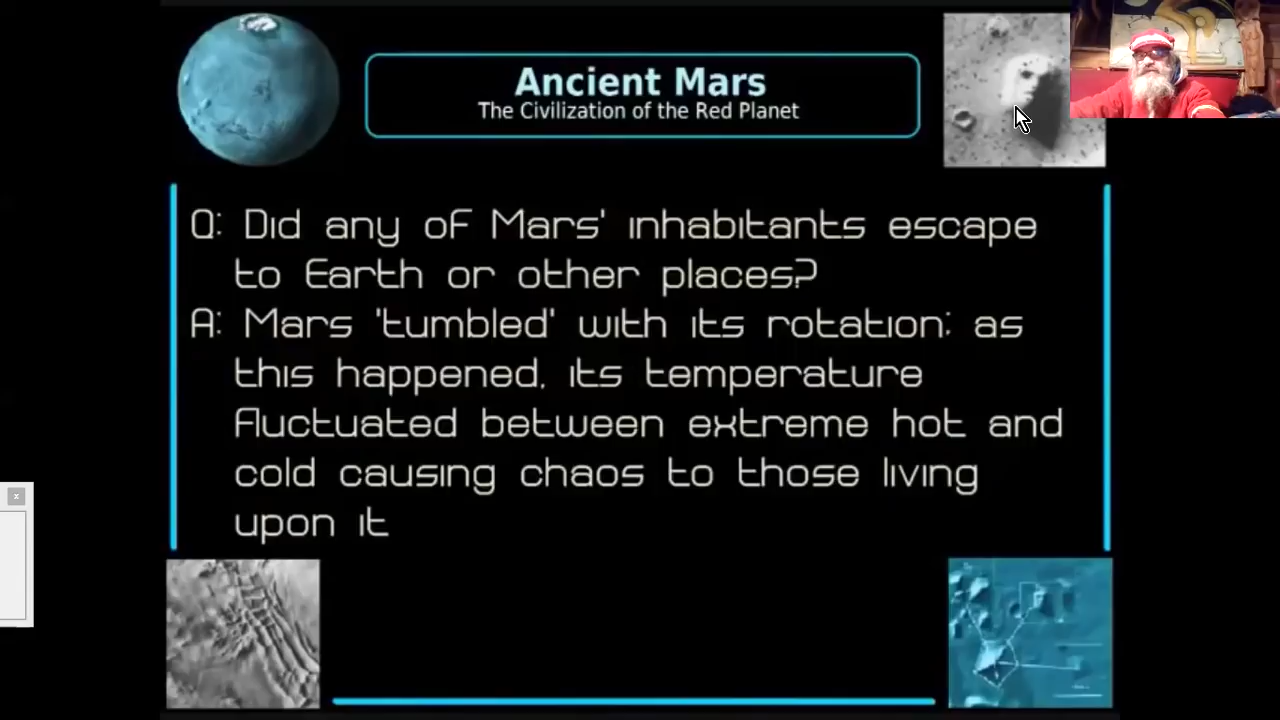 Ancient Mars
The Civilization of the Red Planet
Q: Did any of Mars' inhabitants escape
to Earth or other places?
A: Mars 'tumbled' with its rotation; as
this happened, its temperature
fluctuated between extreme hot and
cold causing chaos to those living
upon it